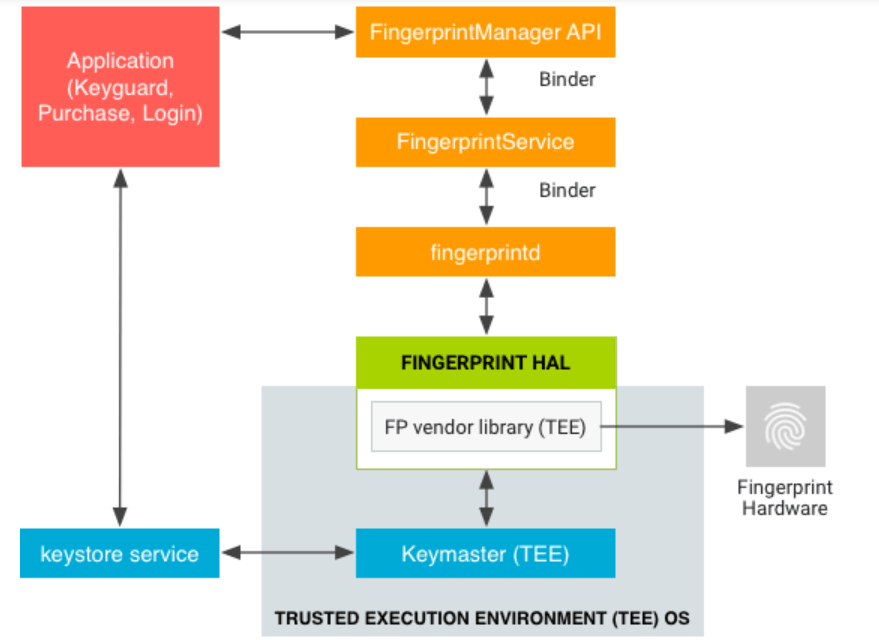 Application
(Keyguard,
Purchase, Login)
FingerprintManager API
Binder
FingerprintService
Binder
fingerprintd
FINGERPRINT HAL
FP vendor library (TEE)
Fingerprint
Hardware
keystore service
Keymaster (TEE)
TRUSTED EXECUTION ENVIRONMENT (TEE) OS